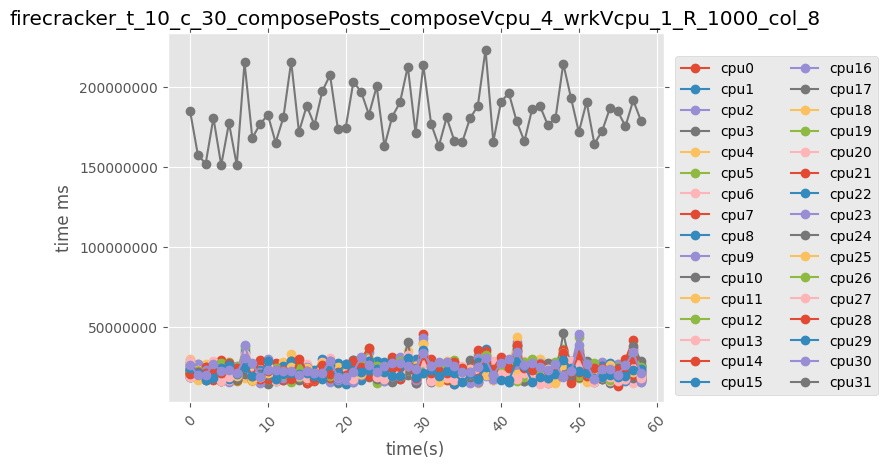 firecracker_t_10_c_30_composePosts_composeVcpu_4_wrkVcpu_1_R_1000_col_8
time ms
200000000
150000000
100000000
50000000
0
10
20
30
40
50
60
time(s)
cpu0
cpu1
cpu2
cpu3
cpu4
cpu5
cpu6
cpu7
cpu8
cpu9
cpu10
cpu11
cpu12
cpu13
cpu14
cpu15
cpu16
cpu17
cpu18
cpu19
cpu20
cpu21
cpu22
cpu23
cpu24
cpu25
cpu26
cpu27
cpu28
cpu29
cpu30
cpu31